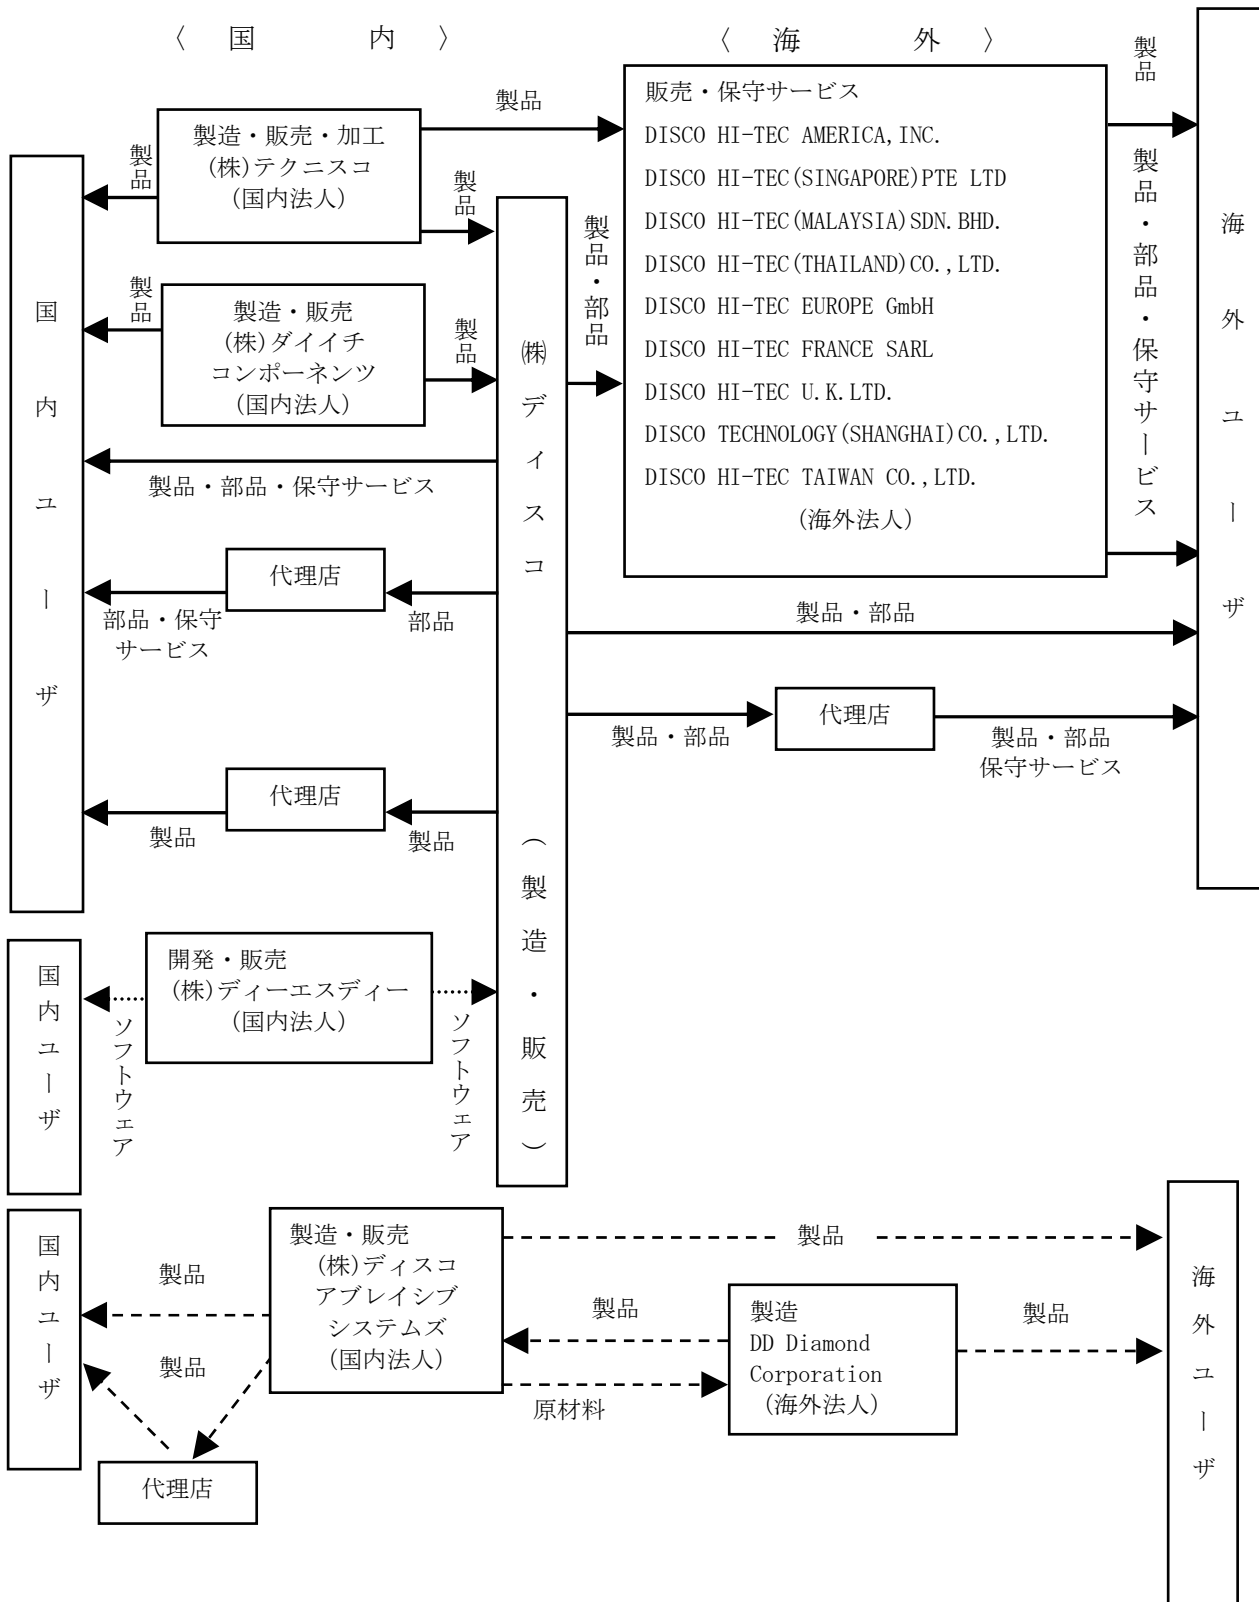 〈 国 内 〉
〈 海 外 〉
製品
製品
製造・販売・加工
(株)テクニスコ
(国内法人)
製品
製品
製造・販売
(株)ダイイチ
コンポーネンツ
(国内法人)
製品
製品
国内ユーザ
㈱ディスコ（製造・販売）
製品・部品
販売・保守サービス
DISCO HI-TEC AMERICA,INC.
DISCO HI-TEC(SINGAPORE)PTE LTD
DISCO HI-TEC(MALAYSIA)SDN.BHD.
DISCO HI-TEC(THAILAND)CO.,LTD.
DISCO HI-TEC EUROPE GmbH
DISCO HI-TEC FRANCE SARL
DISCO HI-TEC U.K.LTD.
DISCO TECHNOLOGY(SHANGHAI)CO.,LTD.
DISCO HI-TEC TAIWAN CO.,LTD.
(海外法人)
製品・部品・保守サービス
海外ユーザ
製品・部品・保守サービス
代理店
部品・保守
サービス
部品
製品・部品
製品・部品
代理店
製品・部品
保守サービス
代理店
製品
製品
国内ユーザ
開発・販売
(株)ディーエスディー
(国内法人)
ソフトウェア
ソフトウェア
国内ユーザ
製品
製品
製造・販売
(株)ディスコ
アブレイシブ
システムズ
(国内法人)
代理店
製品
製品
原材料
製造
DD Diamond
Corporation
(海外法人)
製品
海外ユーザ